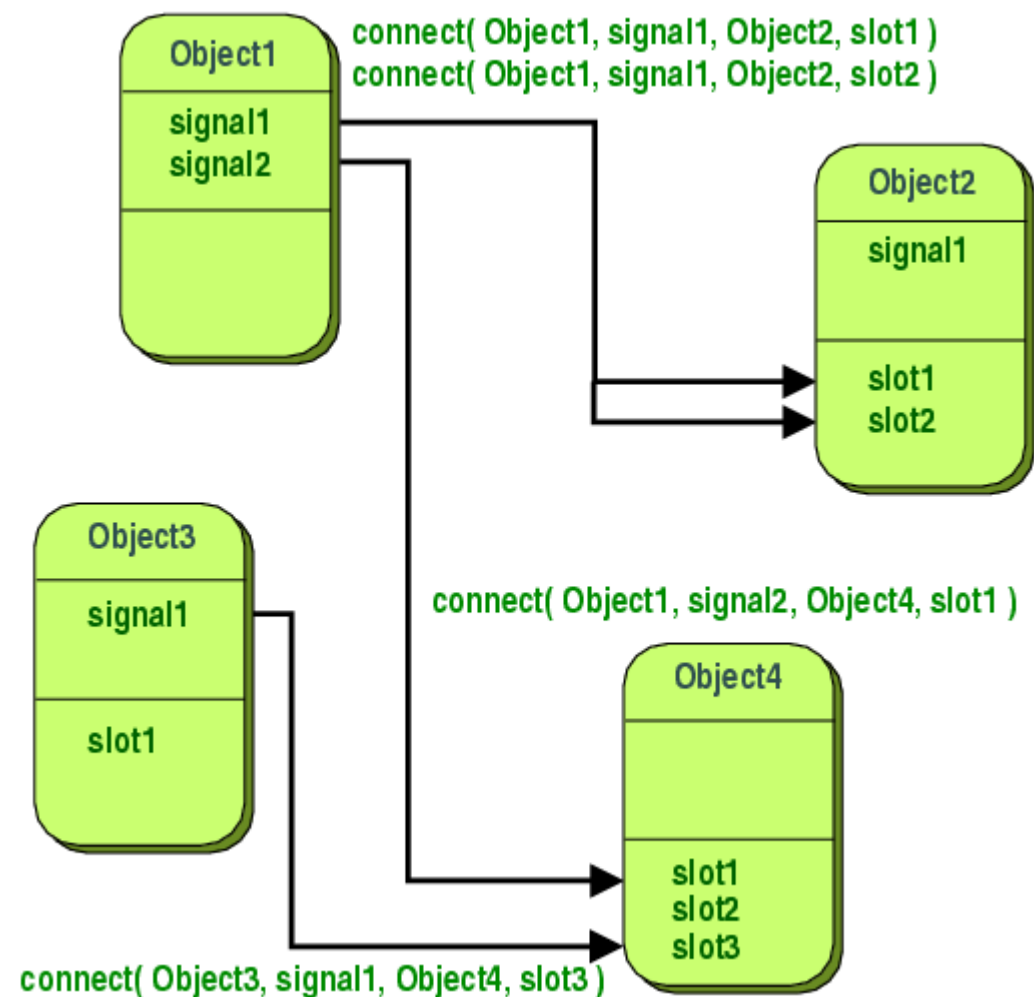 Object1
signal1
signal2
connect( Object1, signal1, Object2, slot1 )
connect( Object1, signal1, Object2, slot2 )
Object2
signal1
slot1
slot2
Object3
signal1
slot1
connect( Object1, signal2, Object4, slot1 )
Object4
slot1
slot2
slot3
connect( Object3, signal1, Object4, slot3 )